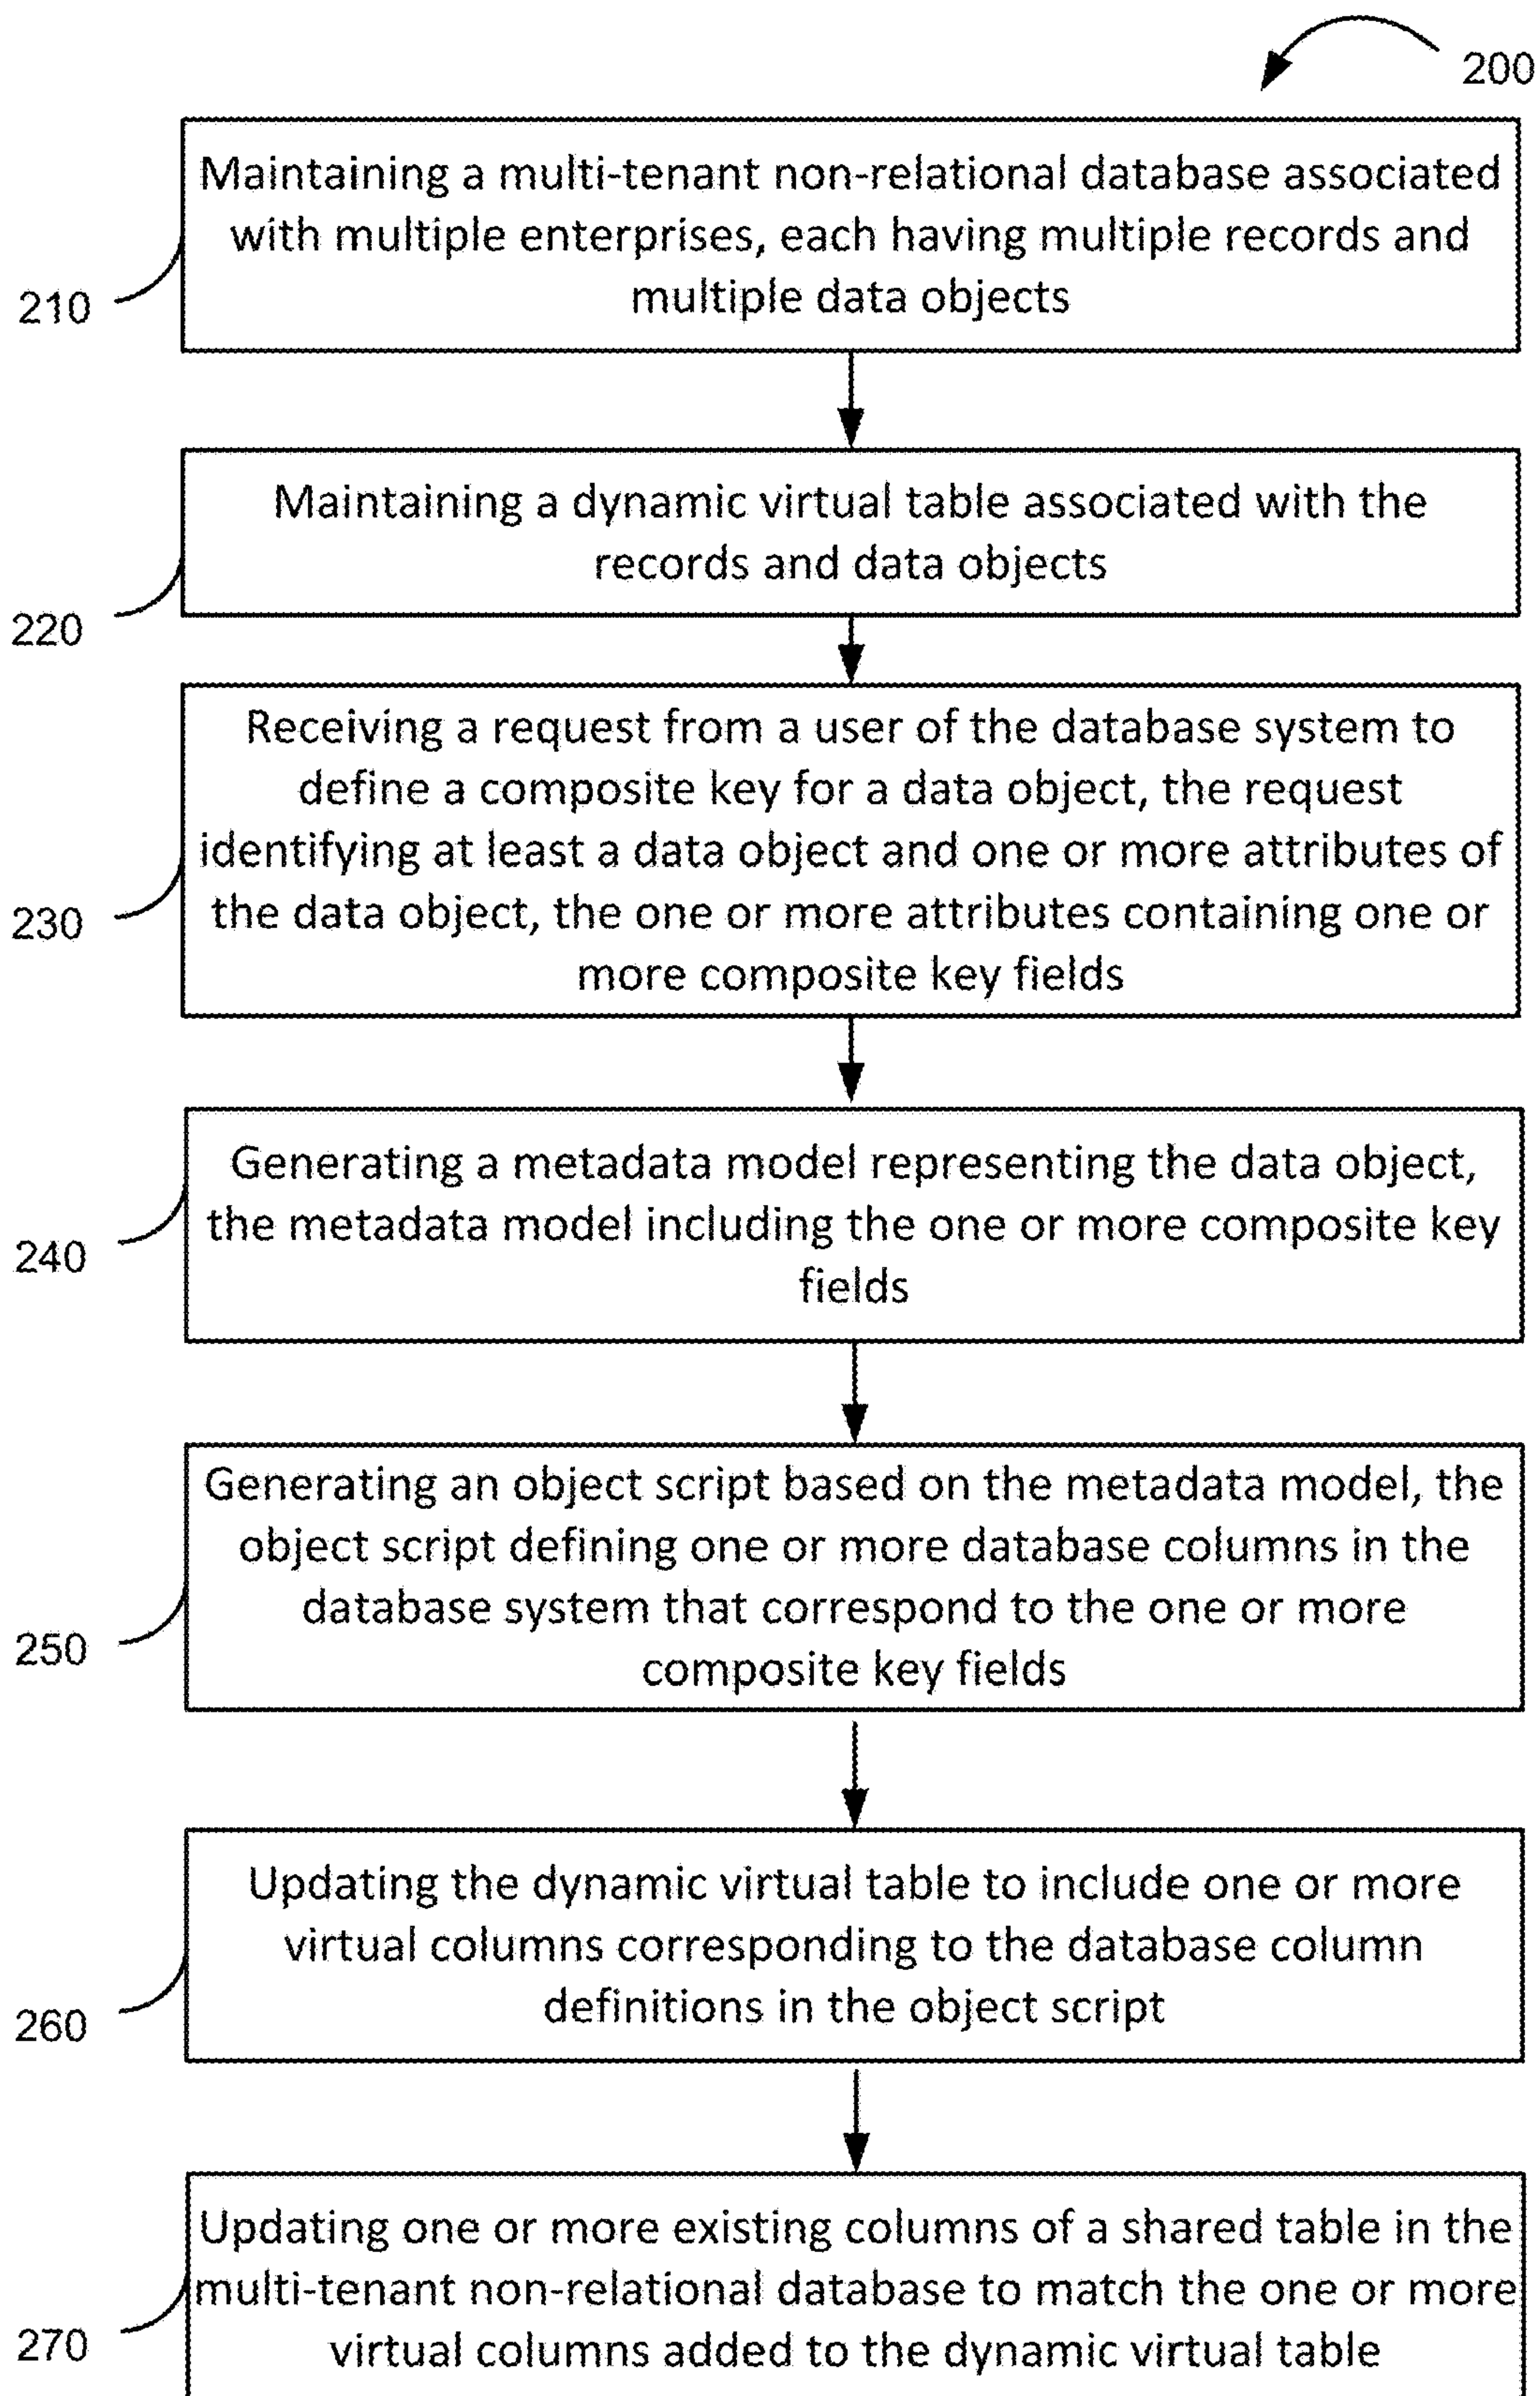 200
Maintaining a multi-tenant non-relational database associated
with multiple enterprises, each having multiple records and
multiple data objects
210
Maintaining a dynamic virtual table associated with the
records and data objects
220
Receiving a request from a user of the database system to
define a composite key for a data object, the request
identifying at least a data object and one or more attributes of
the data object, the one or more attributes containing one or
more composite key fields
230
Generating a metadata model representing the data object,
the metadata model including the one or more composite key
fields
240
Generating an object script based on the metadata model, the
object script defining one or more database columns in the
database system that correspond to the one or more
composite key fields
250
Updating the dynamic virtual table to include one or more
virtual columns corresponding to the database column
definitions in the object script
260
Updating one or more existing columns of a shared table in the
multi-tenant non-relational database to match the one or more
virtual columns added to the dynamic virtual table
270